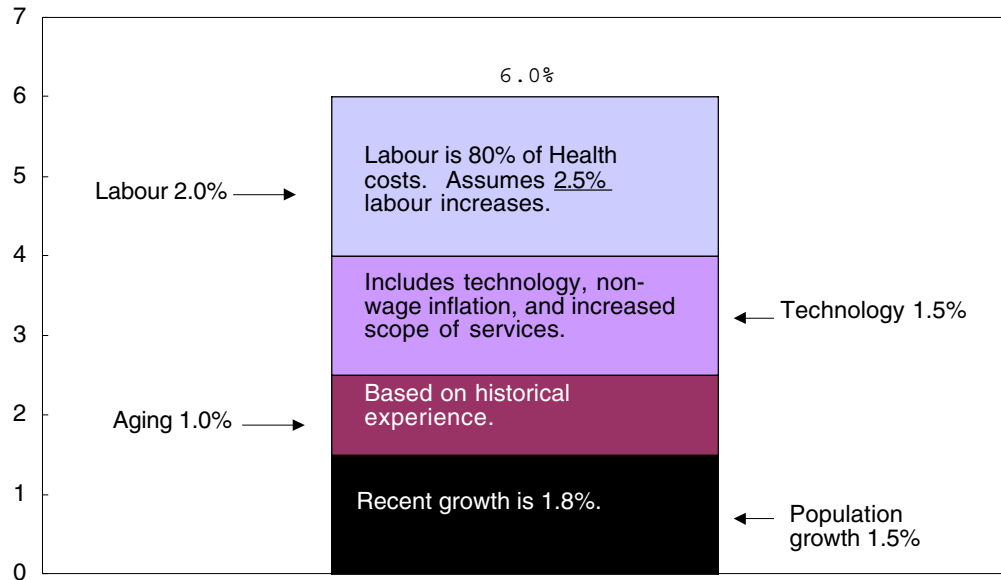 7
6.0%
6
Labour is 80% of Health
costs. Assumes 2.5%
labour increases.
5
Labour 2.0%
4
Includes technology, non-
wage inflation, and increased
scope of services.
Technology 1.5%
3
Based on historical
experience.
2
Aging 1.0%
1
Recent growth is 1.8%.
Population
growth 1.5%
0